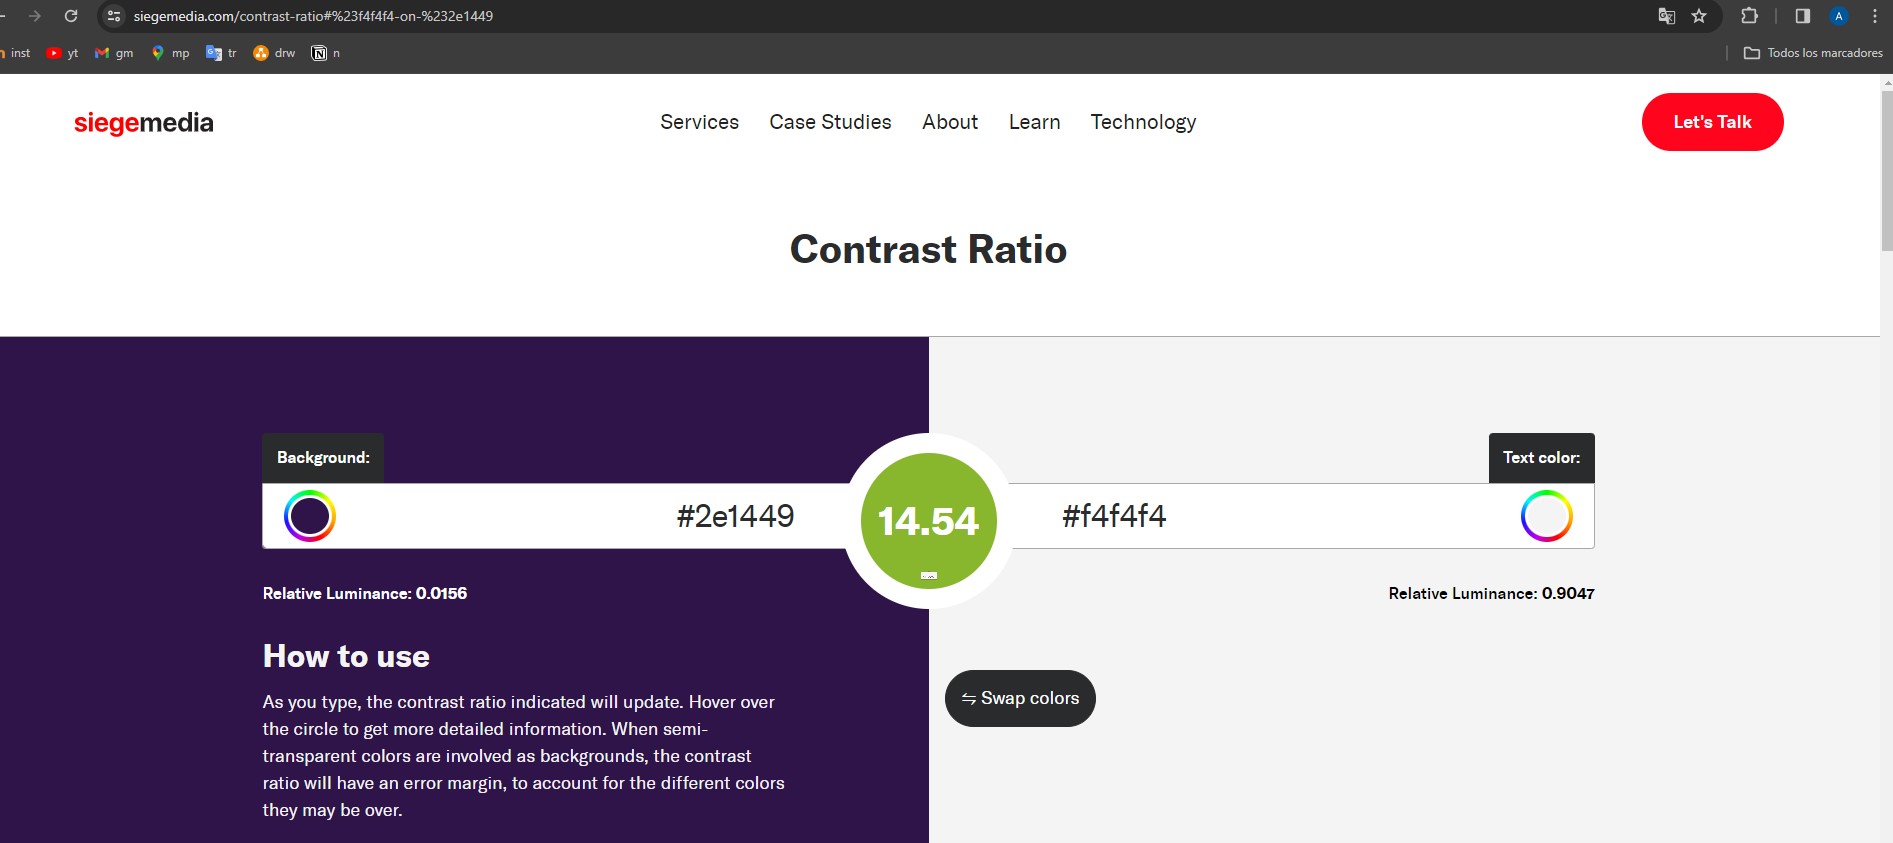 siegemedia.com/contrast-ratio#%23f4f4f4-on-%232e1449
A
inst yt gm mp tr drw n
Todos los marcadores
siegemedia
Services Case Studies About Learn Technology
Let's Talk
Contrast Ratio
Background:
Text color:
#2e1449
14.54
#f4f4f4
Relative Luminance: 0.0156
Relative Luminance: 0.9047
How to use
As you type, the contrast ratio indicated will update. Hover over
the circle to get more detailed information. When semi-
transparent colors are involved as backgrounds, the contrast
ratio will have an error margin, to account for the different colors
they may be over.
⇋ Swap colors